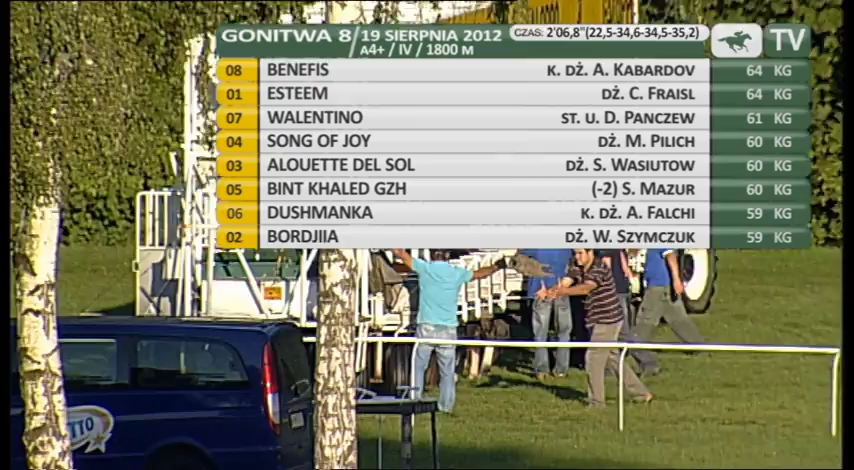 GONITWA 8/19 SIERPNIA 2012 CZAS: 2'06,8"(22,5-34,6-34,5-35,2)
/A4+ / IV / 1800 M
TV
08 BENEFIS K. DŻ. A. KABARDOV 64 KG
01 ESTEEM DŻ. C. FRAISL 64 KG
07 WALENTINO ST. U. D. PANCZEW 61 KG
04 SONG OF JOY DŻ. M. PILICH 60 KG
03 ALOUETTE DEL SOL DŻ. S. WASIUTOW 60 KG
05 BINT KHALED GZH (-2) S. MAZUR 60 KG
06 DUSHMANKA K. DŻ. A. FALCHI 59 KG
02 BORDJIIA DŻ. W. SZYMCZUK 59 KG